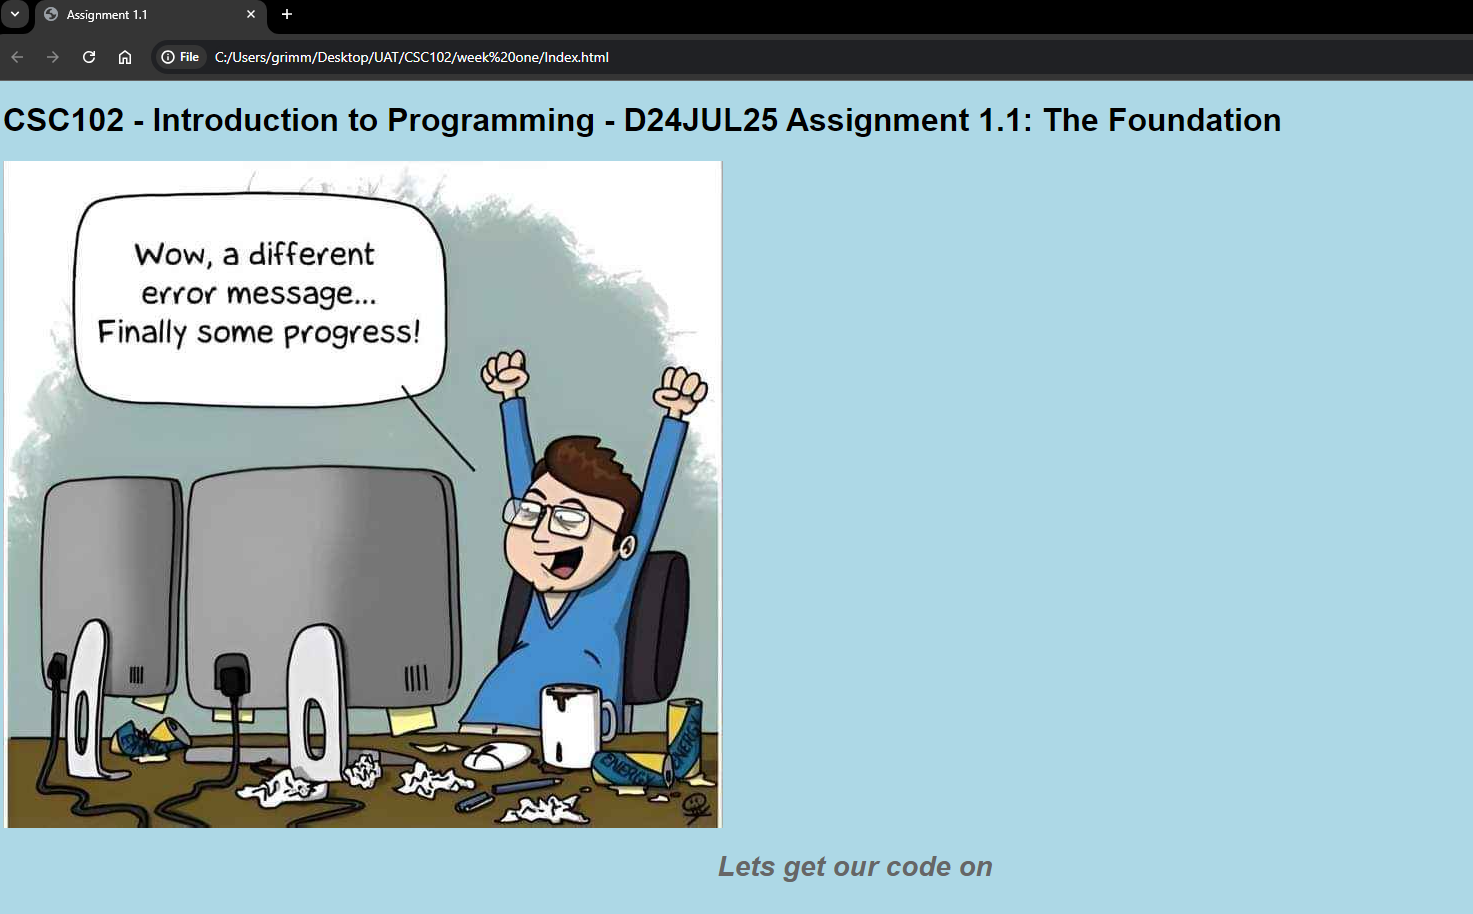 Assignment 1.1
File
C:/Users/grimm/Desktop/UAT/CSC102/week%20one/Index.html
CSC102 - Introduction to Programming - D24JUL25 Assignment 1.1: The Foundation
Wow, a different
error message...
Finally some progress!
ENERGY
ENERGY
Lets get our code on